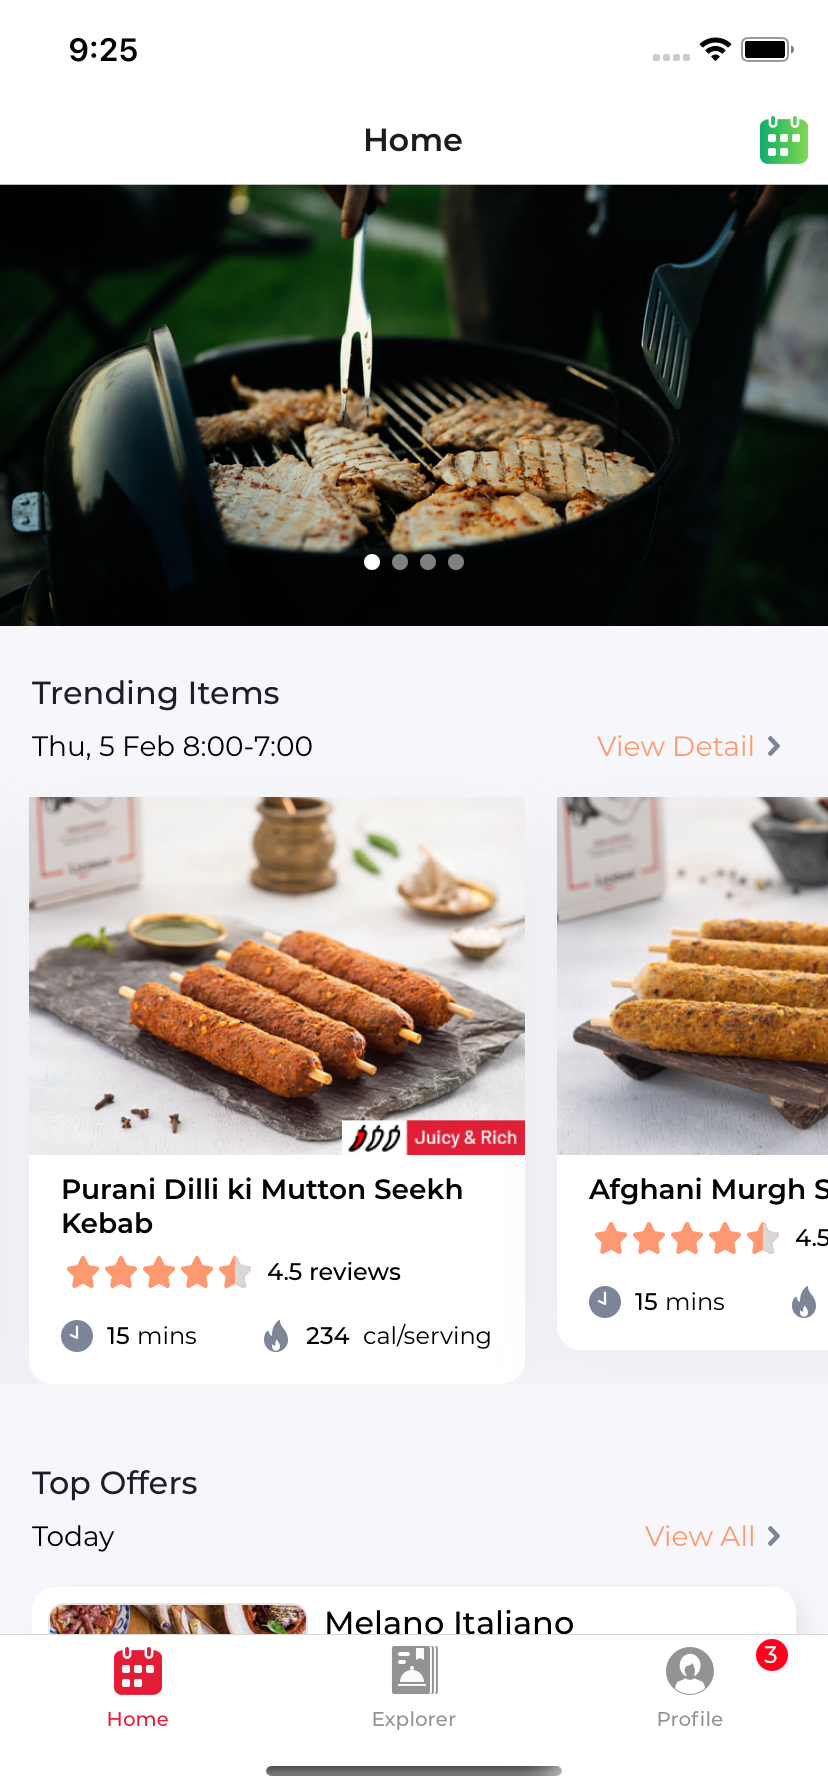 9:25
Home
Trending Items
Thu, 5 Feb 8:00-7:00
View Detail
Juicy & Rich
Purani Dilli ki Mutton Seekh
Kebab
4.5 reviews
15 mins
234 cal/serving
Afghani Murgh S
4.5
15 mins
Top Offers
Today
View All
Melano Italiano
3
Home
Explorer
Profile